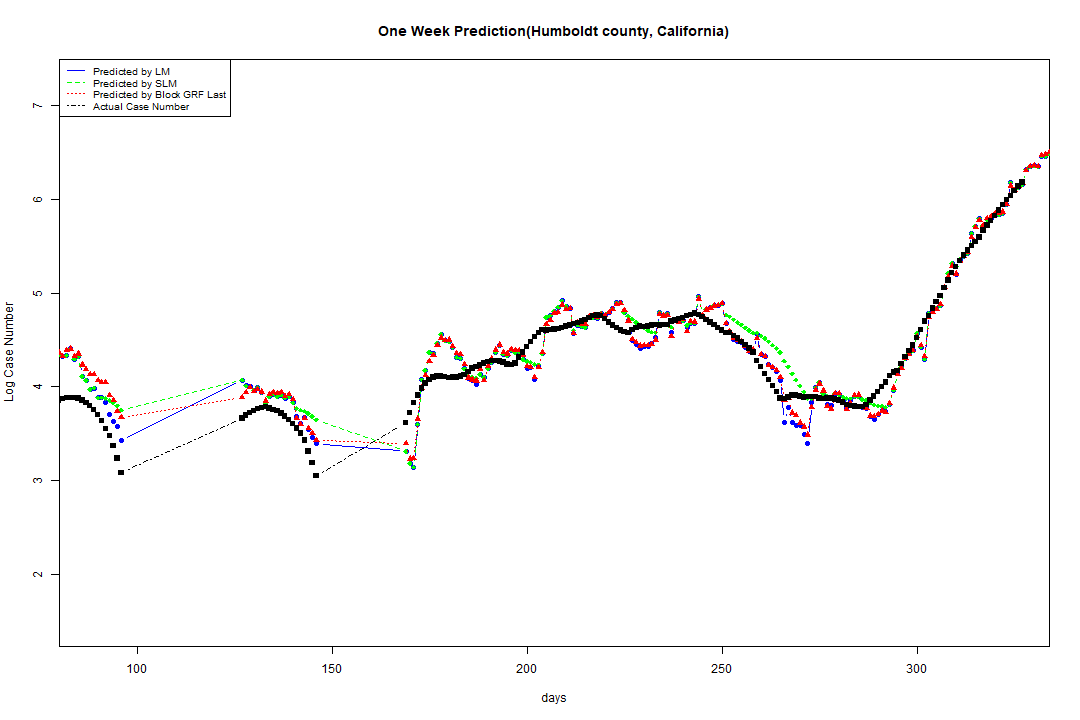 One Week Prediction(Humboldt county, California)
Predicted by LM
Predicted by SLM
Predicted by Block GRF Last
Actual Case Number
7
6
5
4
3
2
Log Case Number
100 150 200 250 300
days